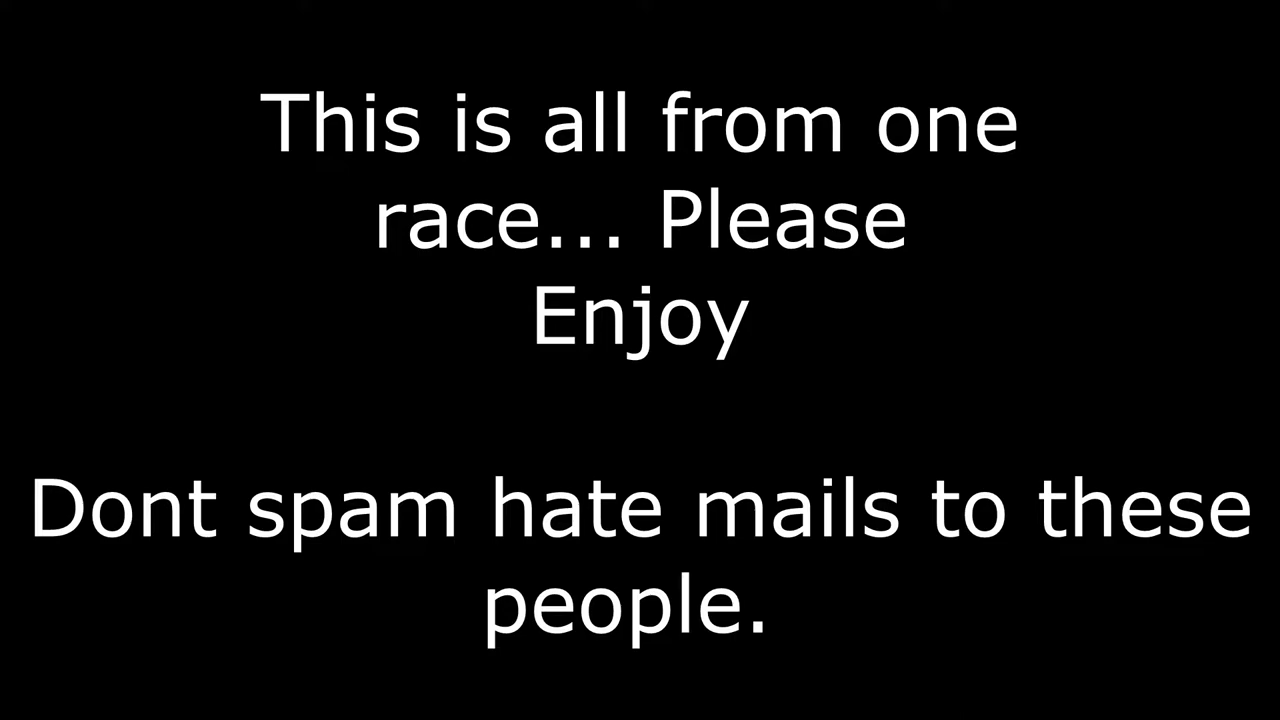 This is all from one
race... Please
Enjoy
Dont spam hate mails to these
people.